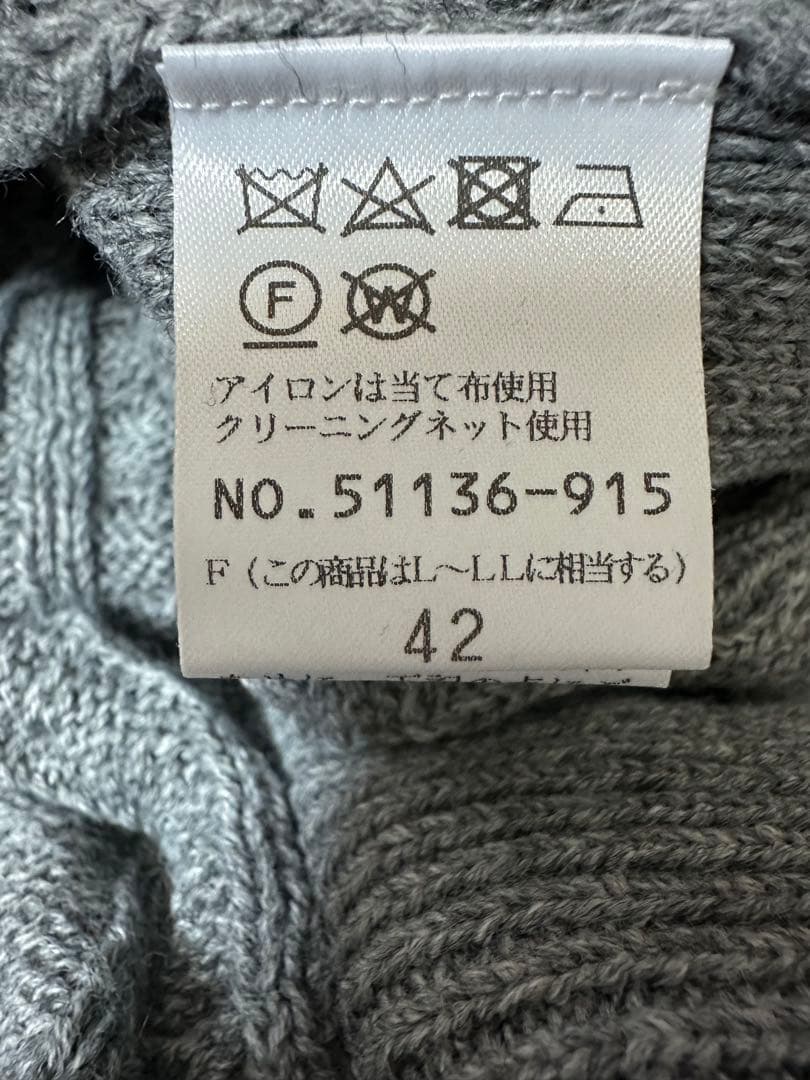 F W
アイロンは当て布使用
クリーニングネット使用
NO.51136-915
F(この商品はL〜LLに相当する)
42